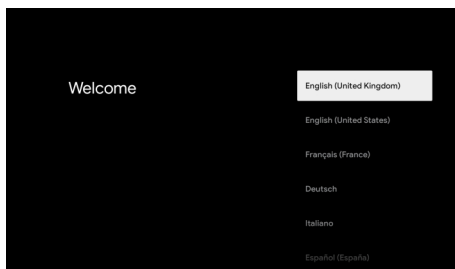 Welcome
English (United Kingdom)
English (United States)
Français (France)
Deutsch
Italiano
Español (España)